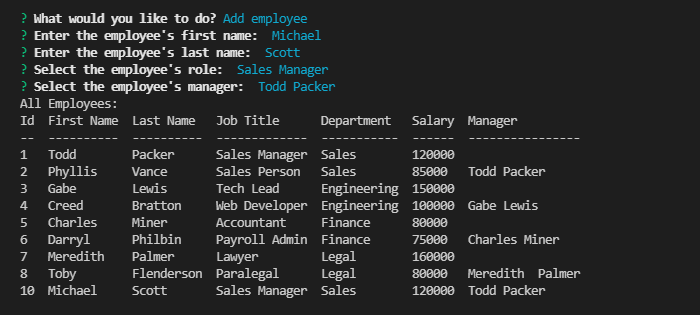 ? What would you like to do? Add employee
? Enter the employee's first name:  Michael
? Enter the employee's last name:  Scott
? Select the employee's role:  Sales Manager
? Select the employee's manager:  Todd Packer
All Employees:
Id  First Name  Last Name   Job Title      Department   Salary  Manager
--  ----------  ----------  -------------  -----------  ------  ----------------
1   Todd        Packer      Sales Manager  Sales        120000
2   Phyllis     Vance       Sales Person   Sales        85000   Todd Packer
3   Gabe        Lewis       Tech Lead      Engineering  150000
4   Creed       Bratton     Web Developer  Engineering  100000  Gabe Lewis
5   Charles     Miner       Accountant     Finance      80000
6   Darryl      Philbin     Payroll Admin  Finance      75000   Charles Miner
7   Meredith    Palmer      Lawyer         Legal        160000
8   Toby        Flenderson  Paralegal      Legal        80000   Meredith  Palmer
10  Michael     Scott       Sales Manager  Sales        120000  Todd Packer